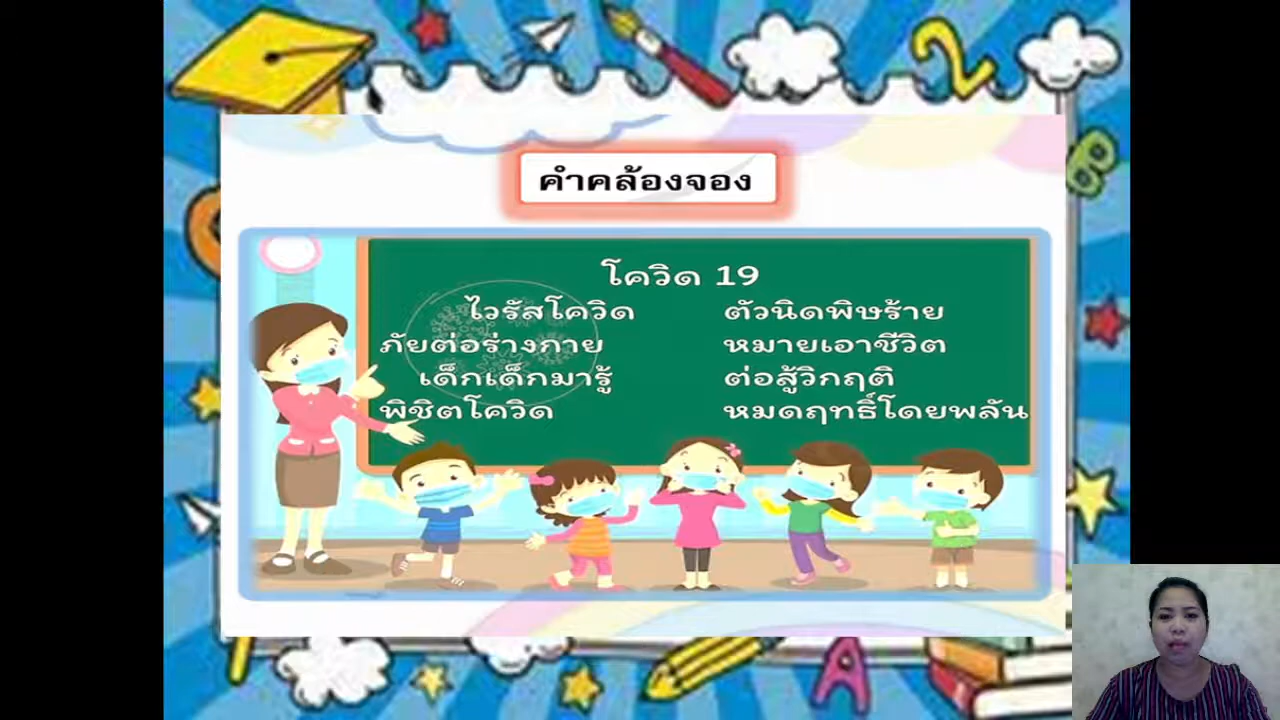 คำคล้องจอง
โควิด 19
ไวรัสโควิด ตัวนิดพิษร้าย
ภัยต่อร่างกาย หมายเอาชีวิต
เด็กเด็กมารู้ ต่อสู้วิกฤติ
พิชิตโควิด หมดฤทธิ์โดยพลัน
2
B
A